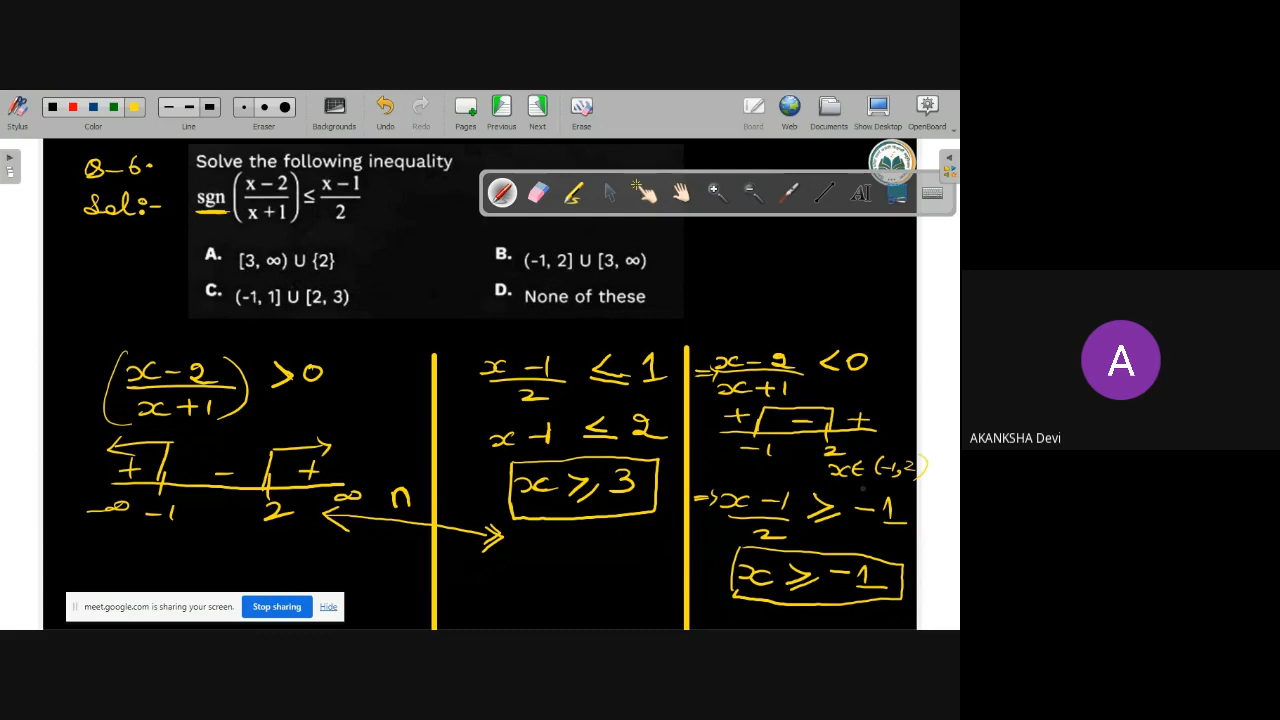 Stylus Color Line Eraser Backgrounds Undo Redo Pages Previous Next Erase Board Web Documents Show Desktop OpenBoard
Q-6.
Sol:-
Solve the following inequality
sgn((x-2)/(x+1)) ≤ (x-1)/2
A. [3, ∞) ∪ {2}
B. (-1, 2] ∪ [3, ∞)
C. (-1, 1] ∪ [2, 3)
D. None of these
((x-2)/(x+1)) > 0
+ - +
-∞ -1 2 ∞
n
(x-1)/2 ≤ 1
x-1 ≤ 2
x ≥ 3
⇒ (x-2)/(x+1) < 0
+ - +
-1 2
x ∈ (-1, 2)
⇒ (x-1)/2 ≥ -1
x ≥ -1
AI
meet.google.com is sharing your screen. Stop sharing Hide
A
AKANKSHA Devi